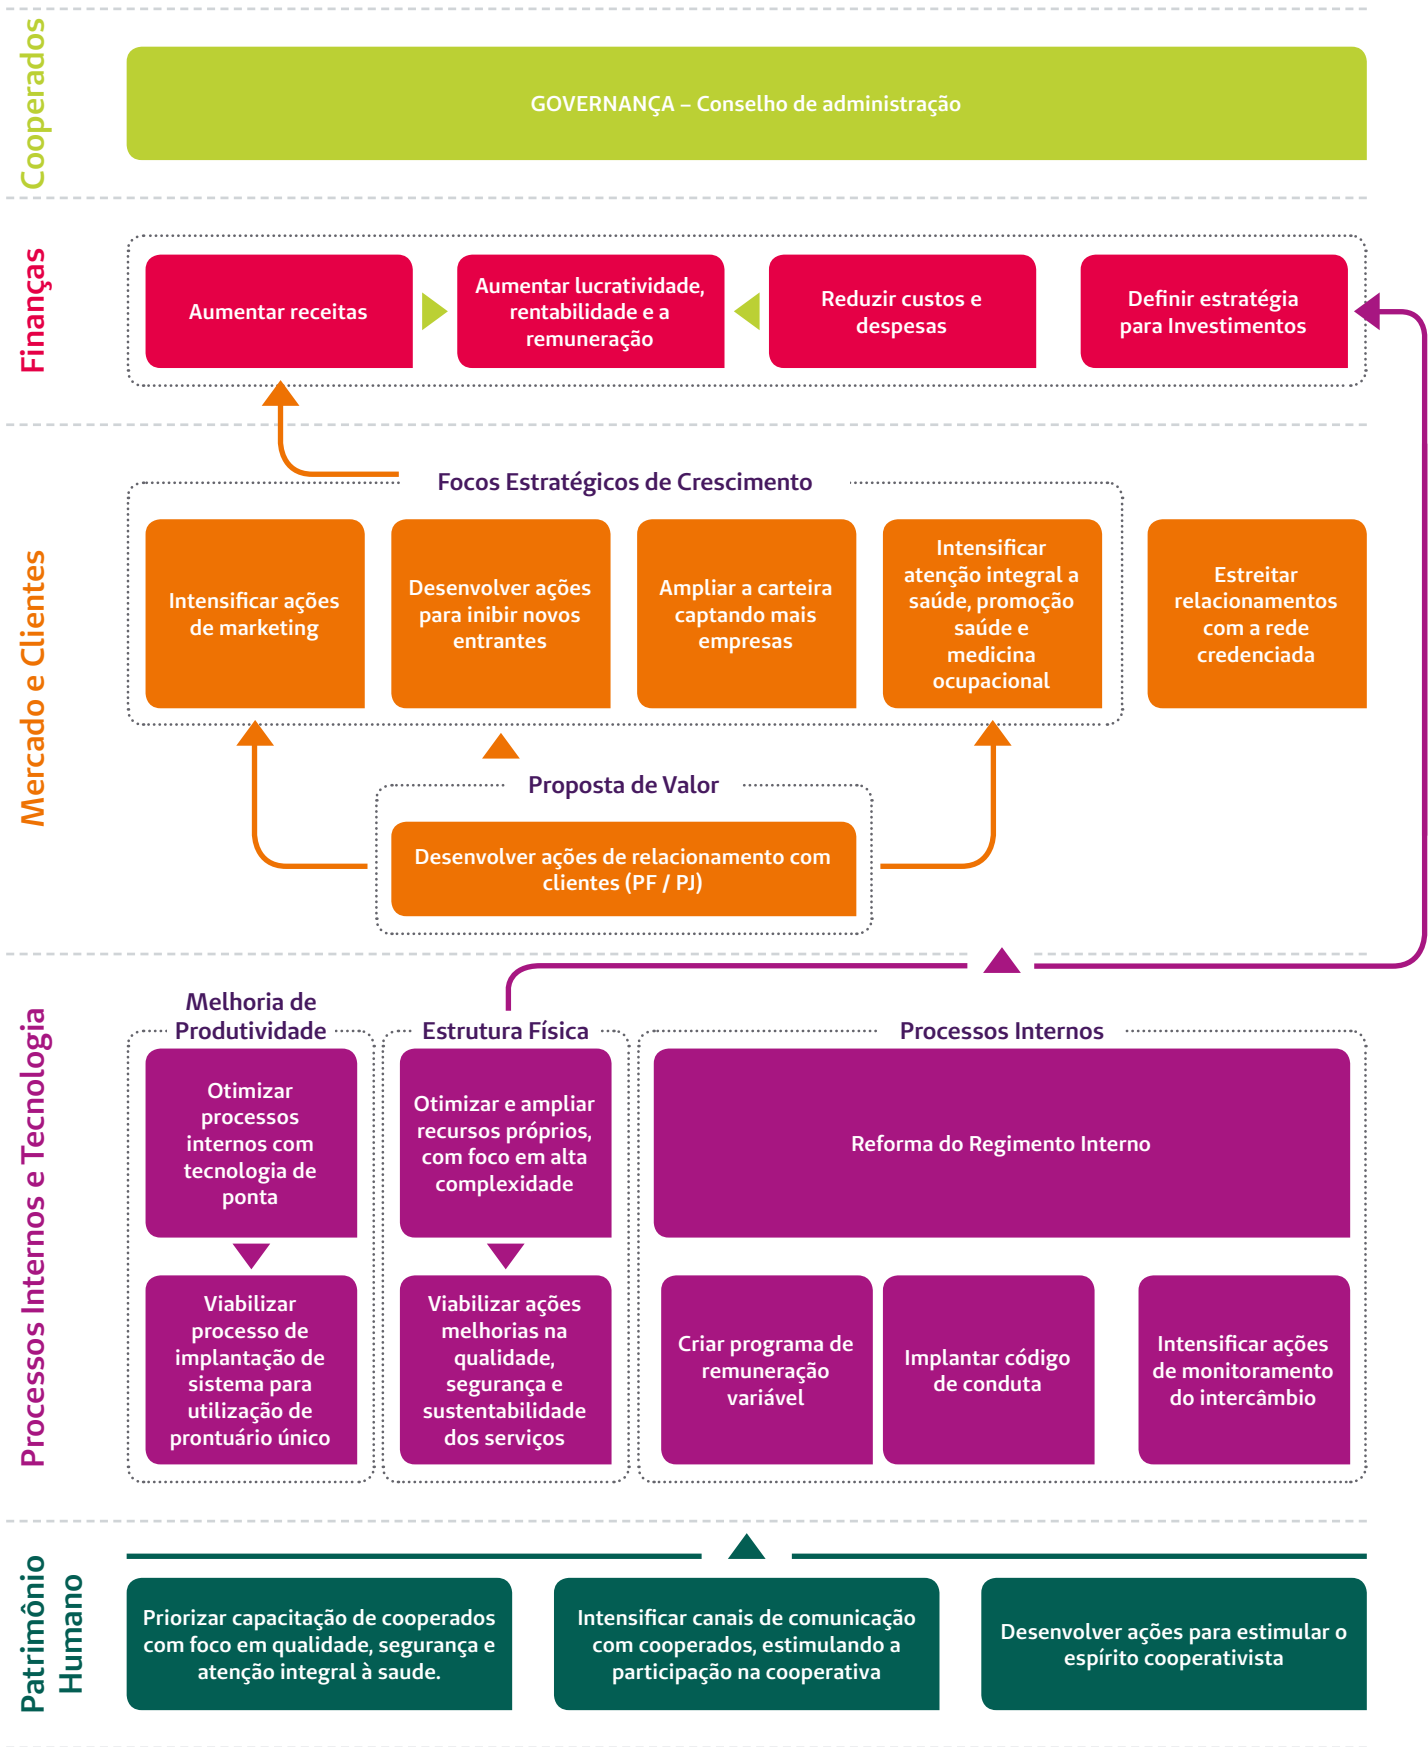 Cooperados
GOVERNANÇA – Conselho de administração
Finanças
Aumentar receitas
Aumentar lucratividade,
rentabilidade e a
remuneração
Reduzir custos e
despesas
Definir estratégia
para Investimentos
Mercado e Clientes
Focos Estratégicos de Crescimento
Intensificar ações
de marketing
Desenvolver ações
para inibir novos
entrantes
Ampliar a carteira
captando mais
empresas
Intensificar
atenção integral a
saúde, promoção
saúde e
medicina
ocupacional
Estreitar
relacionamentos
com a rede
credenciada
Proposta de Valor
Desenvolver ações de relacionamento com
clientes (PF / PJ)
Processos Internos e Tecnologia
Melhoria de
Produtividade
Otimizar
processos
internos com
tecnologia de
ponta
Viabilizar
processo de
implantação de
sistema para
utilização de
prontuário único
Estrutura Física
Otimizar e ampliar
recursos próprios,
com foco em alta
complexidade
Viabilizar ações
melhorias na
qualidade,
segurança e
sustentabilidade
dos serviços
Processos Internos
Reforma do Regimento Interno
Criar programa de
remuneração
variável
Implantar código
de conduta
Intensificar ações
de monitoramento
do intercâmbio
Patrimônio
Humano
Priorizar capacitação de cooperados
com foco em qualidade, segurança e
atenção integral à saude.
Intensificar canais de comunicação
com cooperados, estimulando a
participação na cooperativa
Desenvolver ações para estimular o
espírito cooperativista